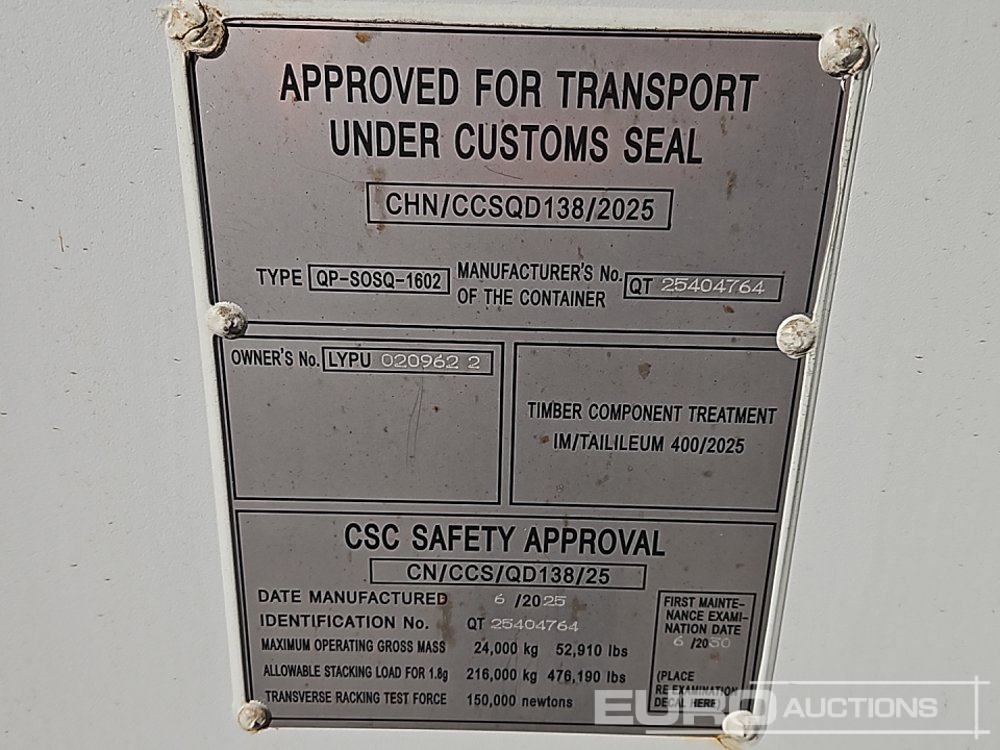 APPROVED FOR TRANSPORT
UNDER CUSTOMS SEAL
CHN/CCSQD138/2025
TYPE QP-SOSQ-1602 MANUFACTURER'S No. OF THE CONTAINER QT 25404764
OWNER'S No. LYPU 020962 2
TIMBER COMPONENT TREATMENT
IM/TAILILEUM 400/2025
CSC SAFETY APPROVAL
CN/CCS/QD138/25
DATE MANUFACTURED 6 /2025
IDENTIFICATION No. QT 25404764
MAXIMUM OPERATING GROSS MASS 24,000 kg 52,910 lbs
ALLOWABLE STACKING LOAD FOR 1.8g 216,000 kg 476,190 lbs
TRANSVERSE RACKING TEST FORCE 150,000 newtons
FIRST MAINTE-
NANCE EXAMI-
NATION DATE
6 /2030
(PLACE
RE EXAMINATION
DECAL HERE)
EURO AUCTIONS